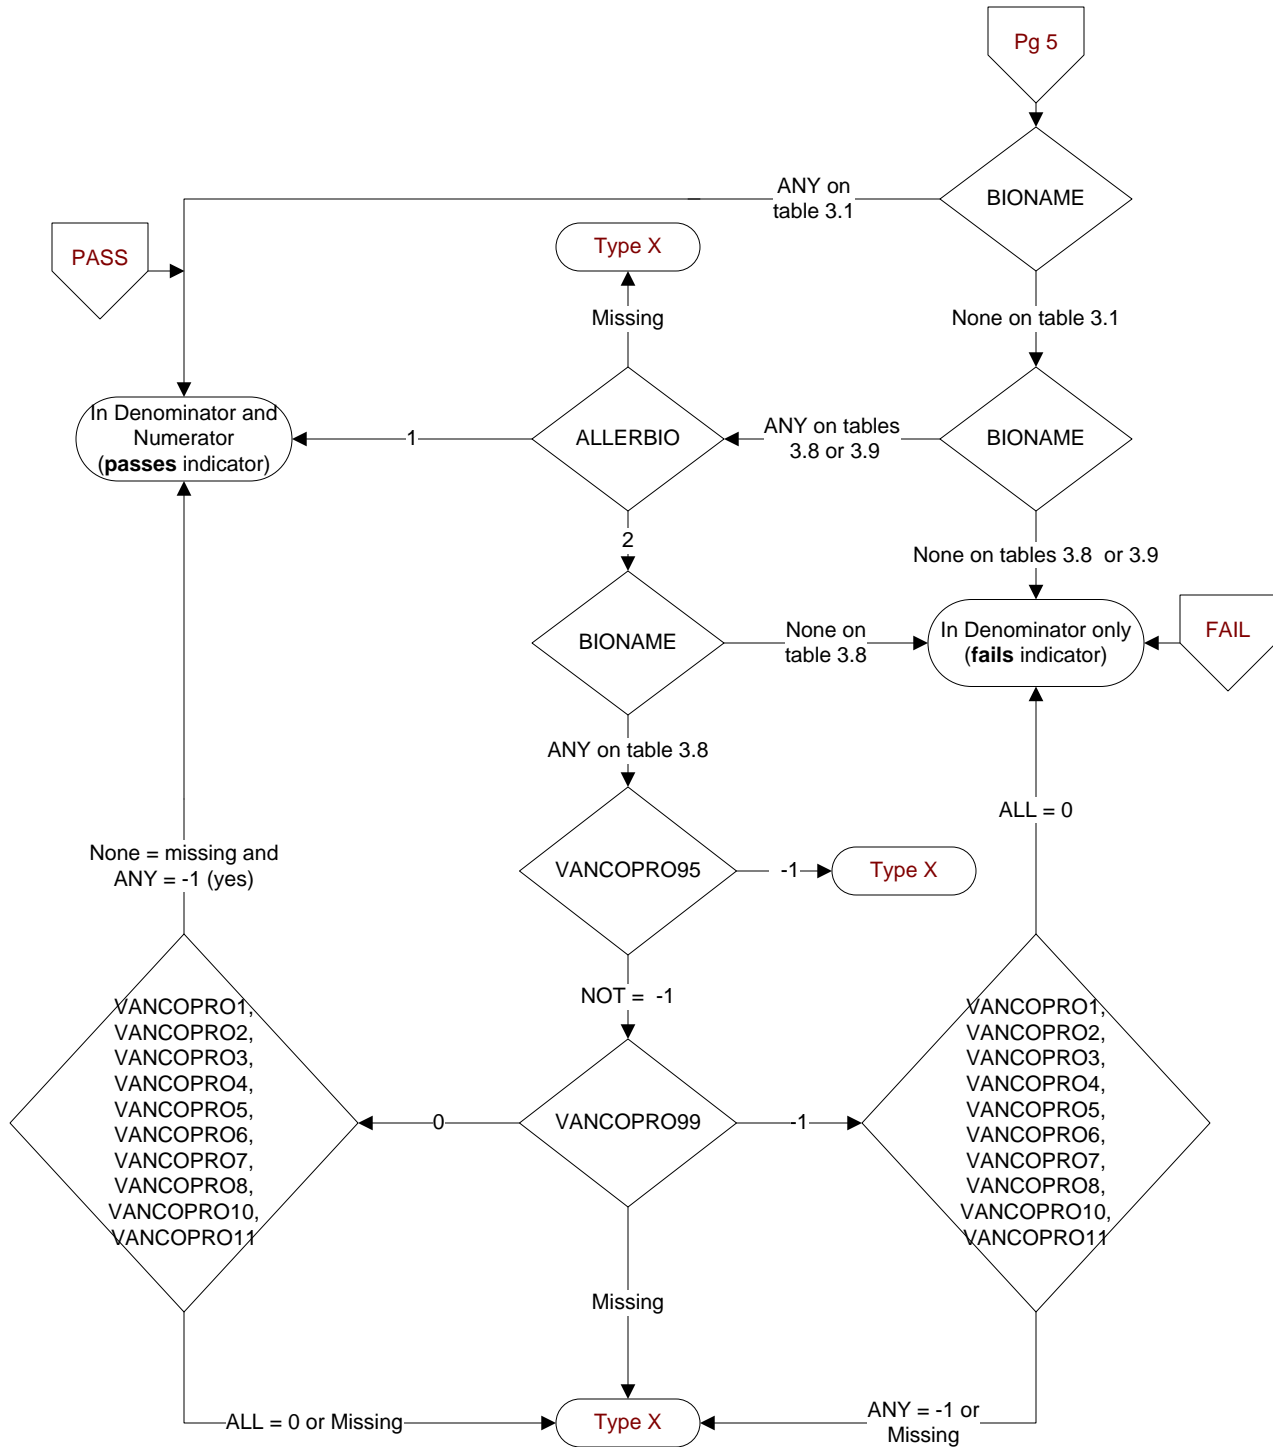 Pg 5
BIONAME
ANY on
table 3.1
PASS
Type X
Missing
None on table 3.1
In Denominator and
Numerator
(passes indicator)
1
ALLERBIO
ANY on tables
3.8 or 3.9
BIONAME
2
None on tables 3.8 or 3.9
BIONAME
None on
table 3.8
In Denominator only
(fails indicator)
FAIL
ANY on table 3.8
ALL = 0
None = missing and
ANY = -1 (yes)
VANCOPRO95
-1
Type X
NOT = -1
VANCOPRO1,
VANCOPRO2,
VANCOPRO3,
VANCOPRO4,
VANCOPRO5,
VANCOPRO6,
VANCOPRO7,
VANCOPRO8,
VANCOPRO10,
VANCOPRO11
0
VANCOPRO99
-1
VANCOPRO1,
VANCOPRO2,
VANCOPRO3,
VANCOPRO4,
VANCOPRO5,
VANCOPRO6,
VANCOPRO7,
VANCOPRO8,
VANCOPRO10,
VANCOPRO11
Missing
ALL = 0 or Missing
Type X
ANY = -1 or
Missing